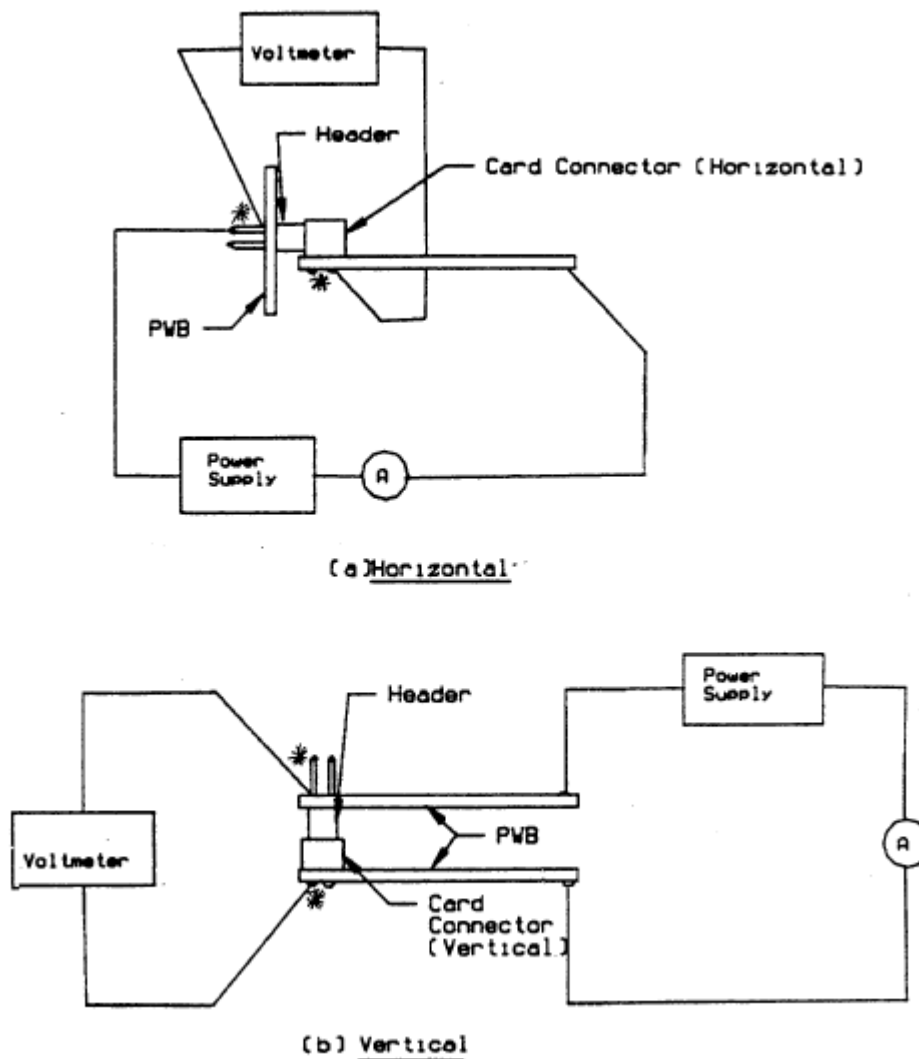 Voltmeter
Header
Card Connector (Horizontal)
PWB
Power
Supply
A
(a)Horizontal
Power
Supply
Header
PWB
A
Voltmeter
Card
Connector
(Vertical)
(b) Vertical